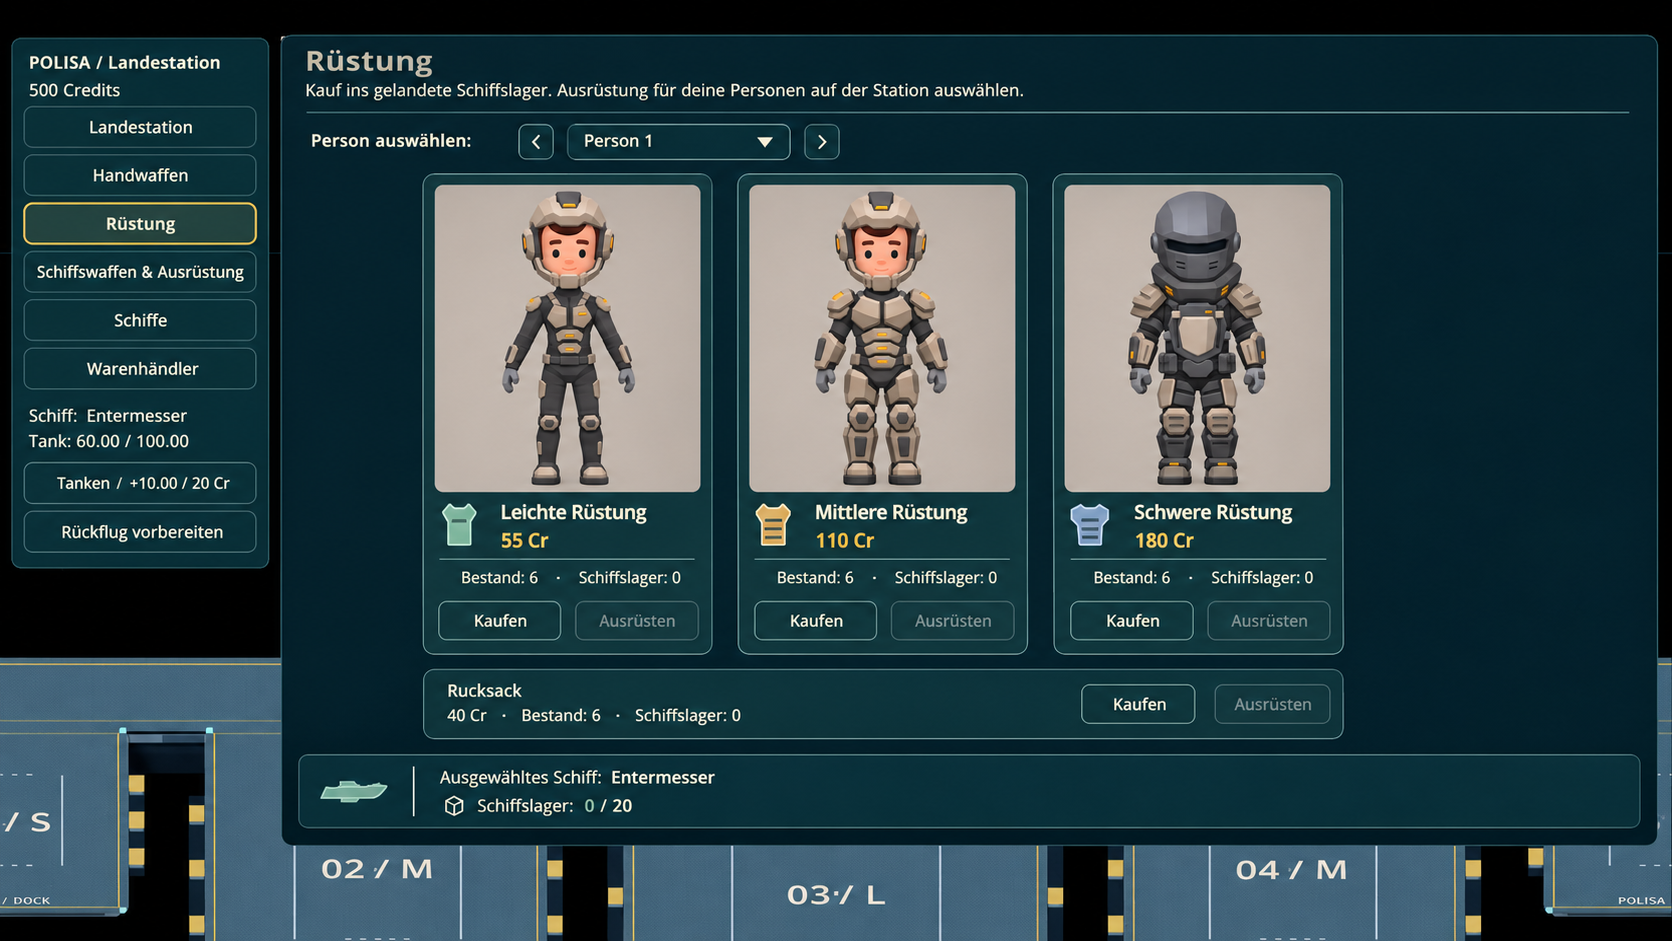 POLISA / Landestation
500 Credits
Landestation
Handwaffen
Rüstung
Schiffswaffen & Ausrüstung
Schiffe
Warenhändler
Schiff: Entermesser
Tank: 60.00 / 100.00
Tanken / +10.00 / 20 Cr
Rückflug vorbereiten
Rüstung
Kauf ins gelandete Schiffslager. Ausrüstung für deine Personen auf der Station auswählen.
Person auswählen:
Person 1
Leichte Rüstung
55 Cr
Bestand: 6 · Schiffslager: 0
Kaufen
Ausrüsten
Mittlere Rüstung
110 Cr
Bestand: 6 · Schiffslager: 0
Kaufen
Ausrüsten
Schwere Rüstung
180 Cr
Bestand: 6 · Schiffslager: 0
Kaufen
Ausrüsten
Rucksack
40 Cr · Bestand: 6 · Schiffslager: 0
Kaufen
Ausrüsten
Ausgewähltes Schiff: Entermesser
Schiffslager: 0 / 20
/ S
/ DOCK
02 / M
03 / L
04 / M
POLISA